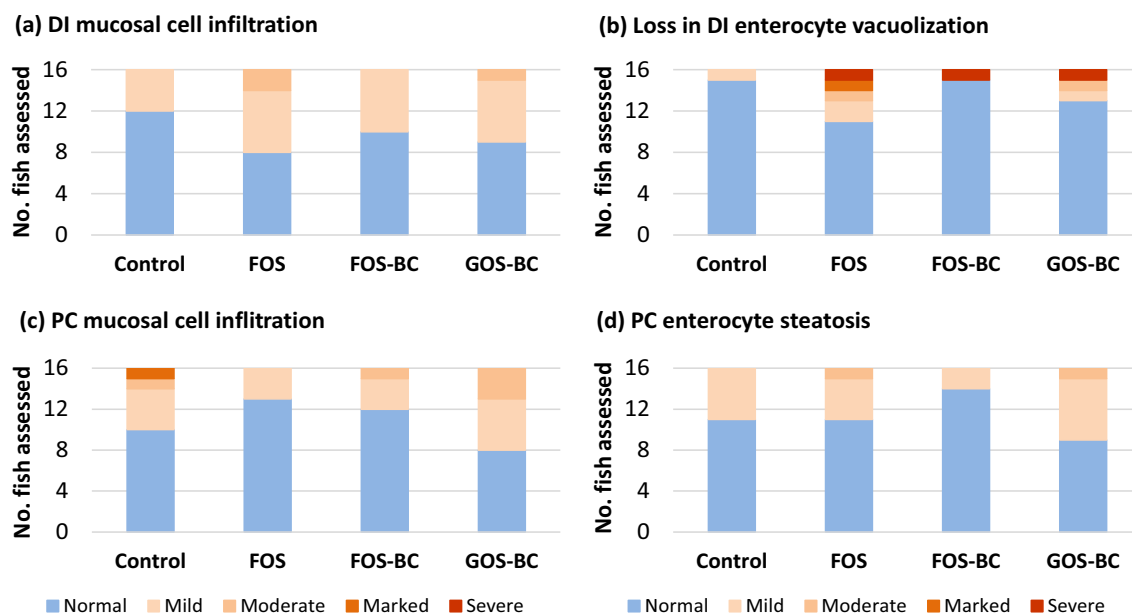 (a) DI mucosal cell infiltration
No. fish assessed
16
12
8
4
0
Control FOS FOS-BC GOS-BC
(b) Loss in DI enterocyte vacuolization
No. fish assessed
16
12
8
4
0
Control FOS FOS-BC GOS-BC
(c) PC mucosal cell inflitration
No. fish assessed
16
12
8
4
0
Control FOS FOS-BC GOS-BC
Normal Mild Moderate Marked Severe
(d) PC enterocyte steatosis
No. fish assessed
16
12
8
4
0
Control FOS FOS-BC GOS-BC
Normal Mild Moderate Marked Severe